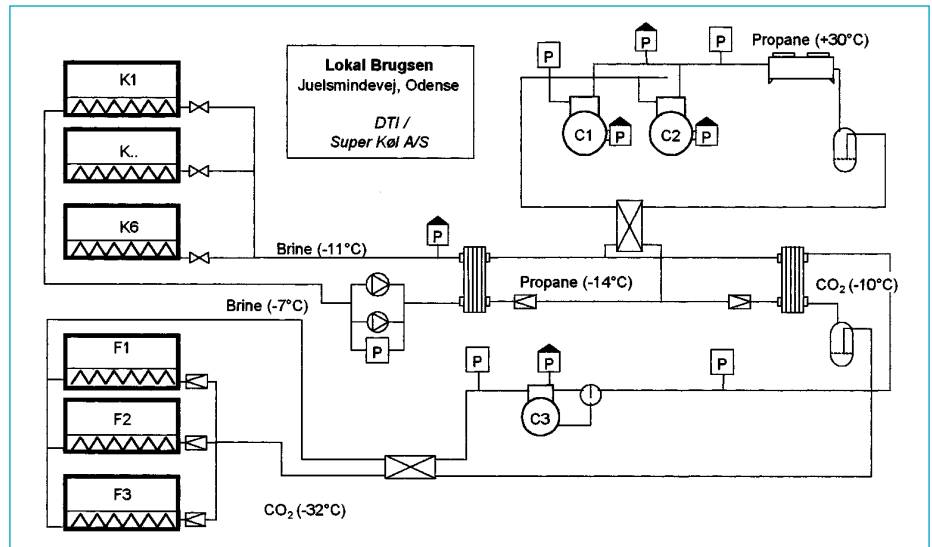 Lokal Brugsen
Juelsmindevej, Odense
DTI /
Super Køl A/S
K1
K..
K6
P
P
P
Propane (+30°C)
C1
P
C2
P
P
Brine (-11°C)
Propane (-14°C)
CO₂ (-10°C)
Brine (-7°C)
P
F1
F2
F3
P
P
P
C3
CO₂ (-32°C)